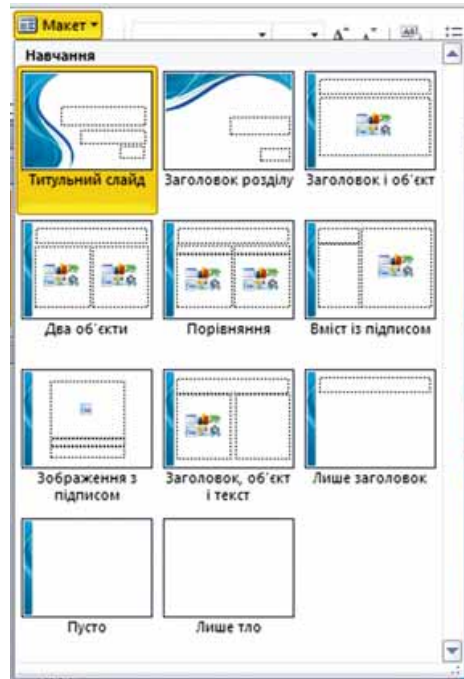 Макет
Навчання
Титульний слайд
Заголовок розділу
Заголовок і об'єкт
Два об'єкти
Порівняння
Вміст із підписом
Зображення з
підписом
Заголовок, об'єкт
і текст
Лише заголовок
Пусто
Лише тло